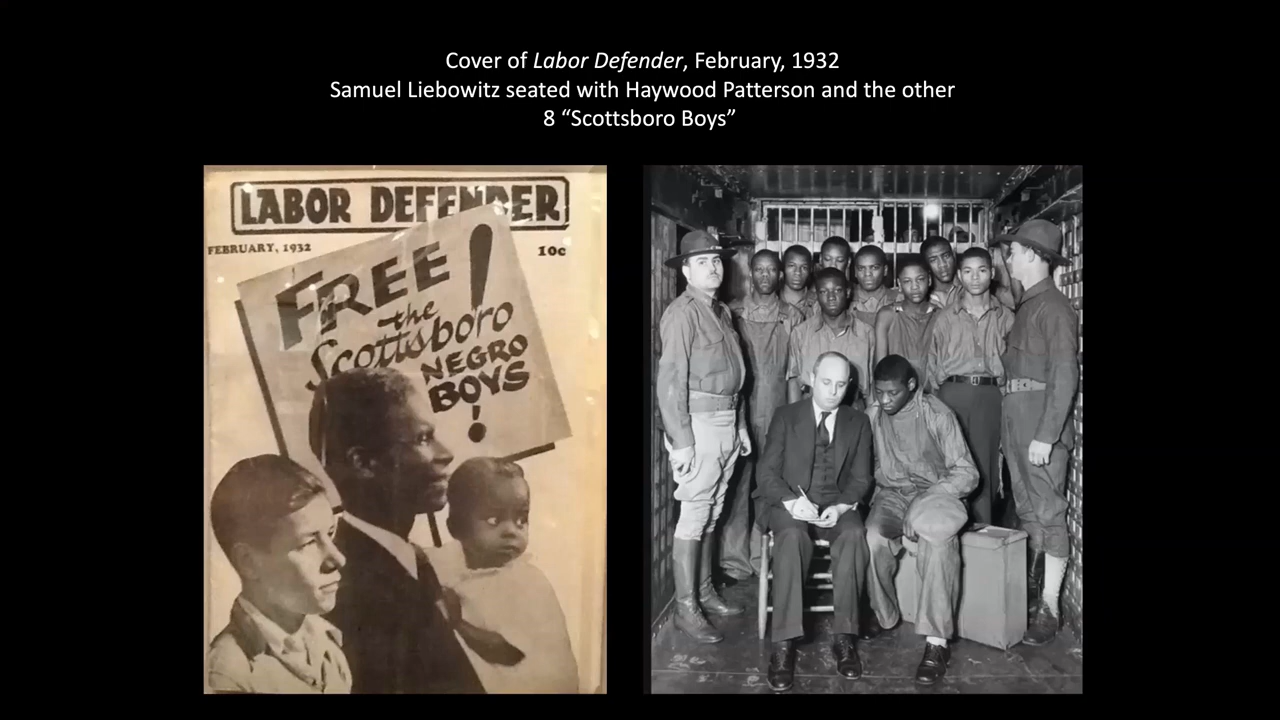 Cover of Labor Defender, February, 1932
Samuel Liebowitz seated with Haywood Patterson and the other
8 “Scottsboro Boys”
LABOR DEFENDER
FEBRUARY, 1932
10c
FREE!
the
Scottsboro
NEGRO
BOYS
!